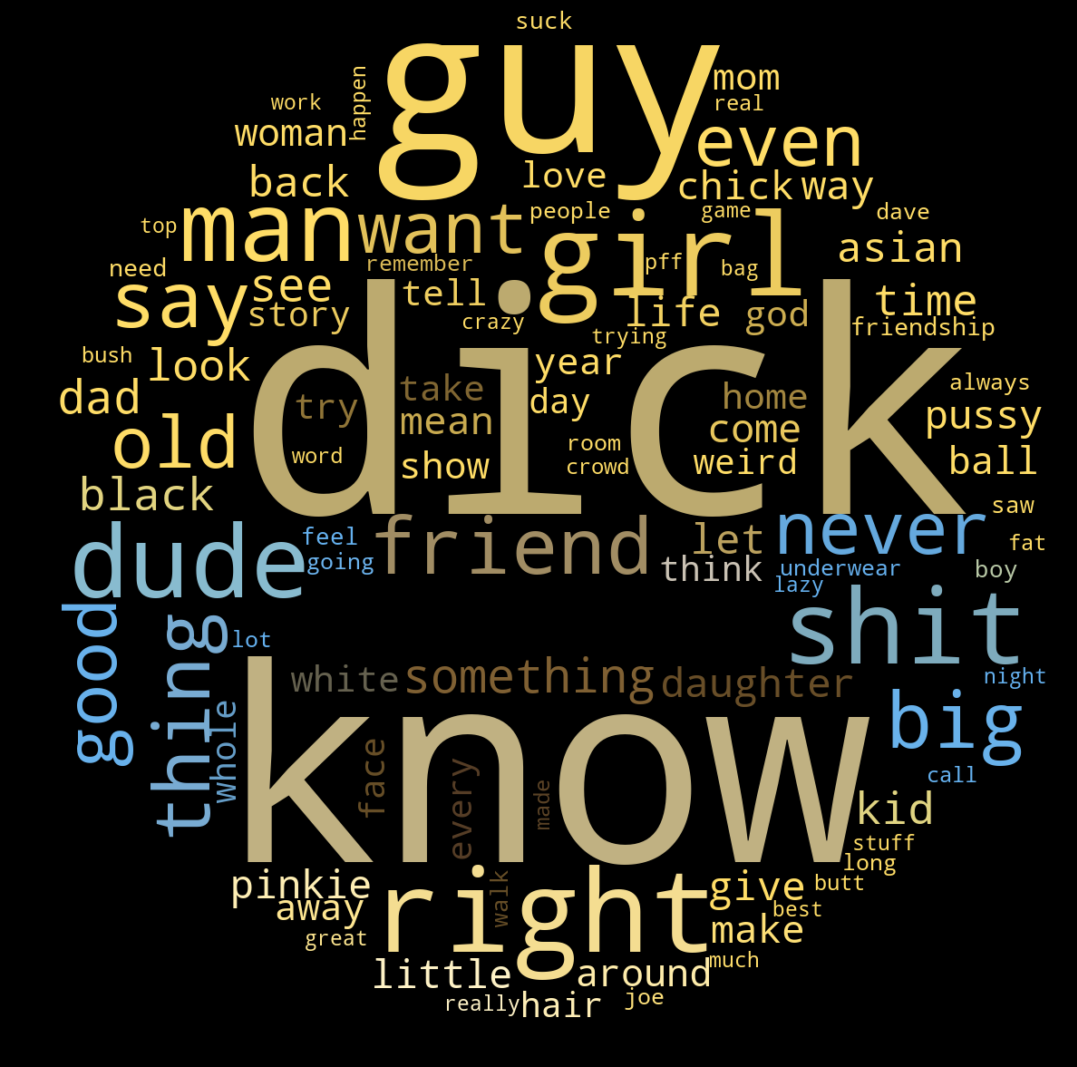 suck
guy
mom
real
work
happen
woman
even
back
love
chick
way
top
man
want
people
girl
game
dave
asian
need
remember
pff
bag
say
see
tell
story
life
god
time
crazy
trying
friendship
bush
look
dick
year
dad
try
take
day
home
always
old
mean
come
pussy
word
show
room
crowd
weird
ball
black
saw
dude
feel
going
friend
let
never
think
underwear
lazy
fat
boy
good
thing
lot
shit
white
something
daughter
night
know
whole
face
every
made
big
call
kid
stuff
long
pinkie
away
great
right
walk
give
butt
best
make
much
little
around
really
hair
joe